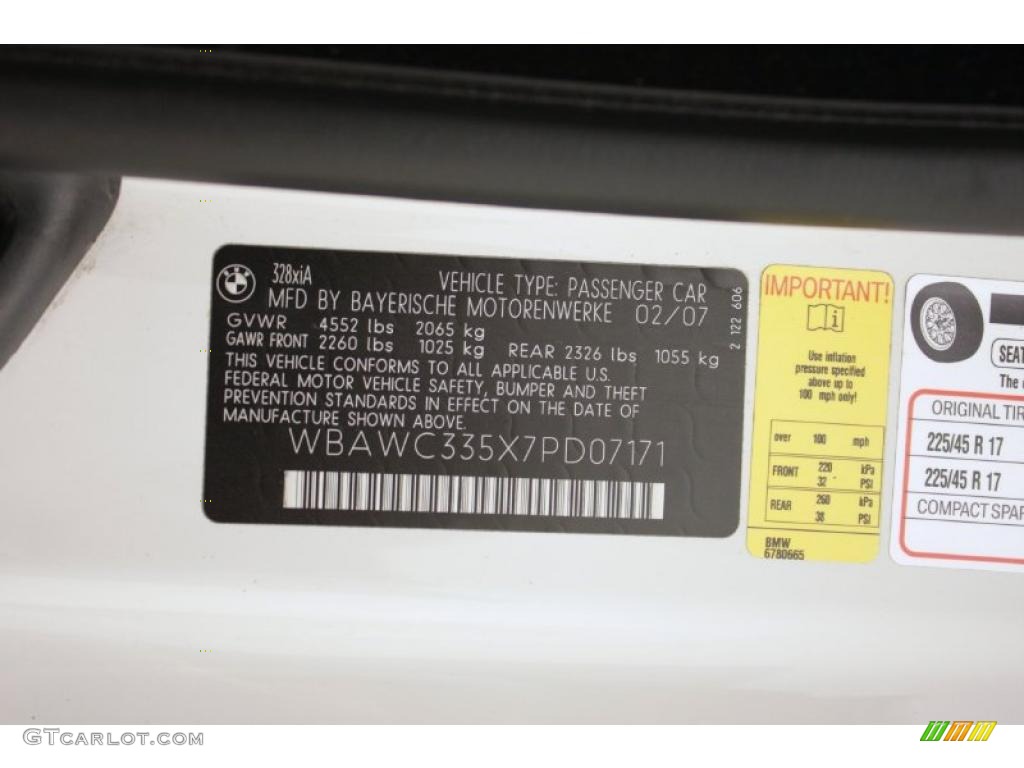 BMW
328xiA
VEHICLE TYPE: PASSENGER CAR
MFD BY BAYERISCHE MOTORENWERKE 02/07
GVWR 4552 lbs 2065 kg
GAWR FRONT 2260 lbs 1025 kg REAR 2326 lbs 1055 kg
THIS VEHICLE CONFORMS TO ALL APPLICABLE U.S.
FEDERAL MOTOR VEHICLE SAFETY, BUMPER AND THEFT
PREVENTION STANDARDS IN EFFECT ON THE DATE OF
MANUFACTURE SHOWN ABOVE.
WBAWC335X7PD07171
2 122 606
IMPORTANT!
Use inflation
pressure specified
above up to
100 mph only!
over 100 mph
FRONT 220 kPa
32 PSI
REAR 260 kPa
38 PSI
BMW
6780665
SEAT
The
ORIGINAL TIR
225/45 R 17
225/45 R 17
COMPACT SPAR
GTCARLOT.COM